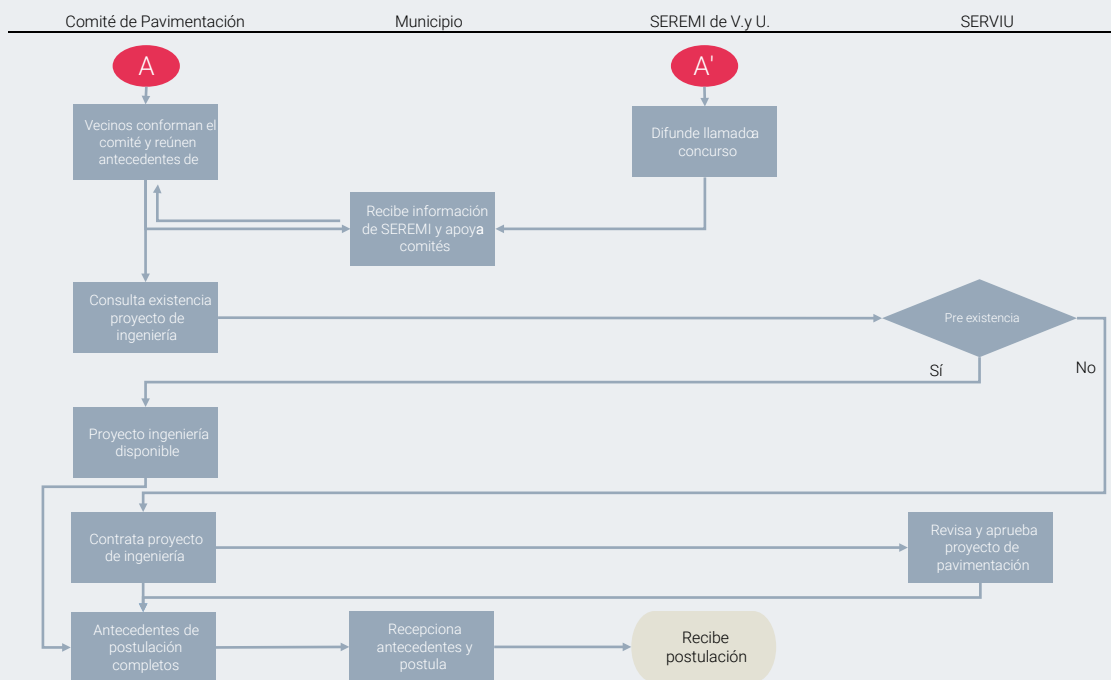 Comité de Pavimentación
Municipio
SEREMI de V.y U.
SERVIU
A
A'
Vecinos conforman el
comité y reúnen
antecedentes de
Difunde llamadoa
concurso
Recibe información
de SEREMI y apoya
comités
Consulta existencia
proyecto de
ingeniería
Pre existencia
Sí
No
Proyecto ingeniería
disponible
Contrata proyecto
de ingeniería
Revisa y aprueba
proyecto de
pavimentación
Antecedentes de
postulación
completos
Recepciona
antecedentes y
postula
Recibe
postulación